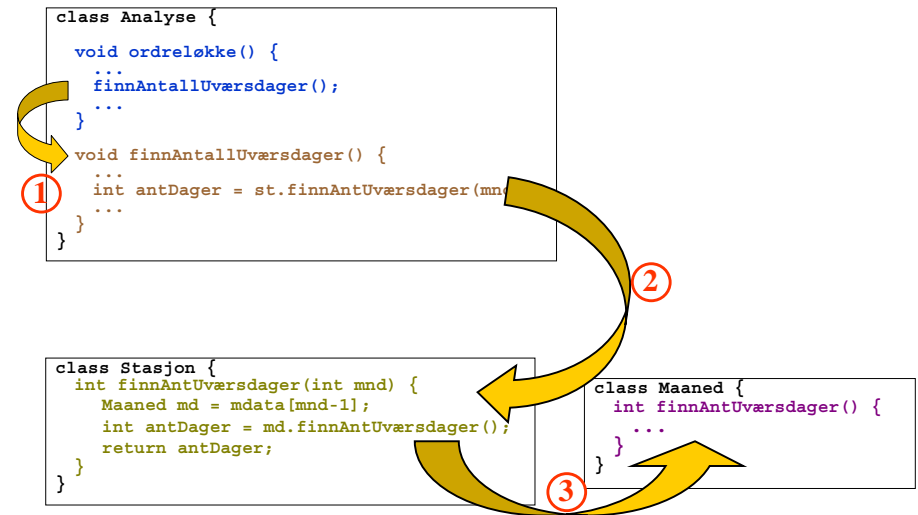 class Analyse {
void ordreløkke() {
...
finnAntallUværsdager();
...
}
void finnAntallUværsdager() {
...
int antDager = st.finnAntUværsdager(mnd
...
}
}
1
2
class Stasjon {
int finnAntUværsdager(int mnd) {
Maaned md = mdata[mnd-1];
int antDager = md.finnAntUværsdager();
return antDager;
}
}
class Maaned {
int finnAntUværsdager() {
...
}
}
3